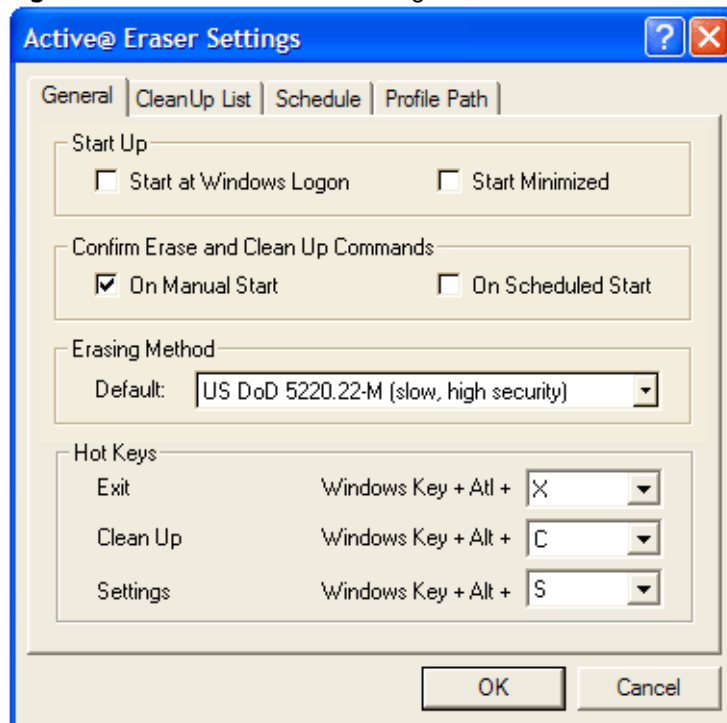 Active@ Eraser Settings
General CleanUp List Schedule Profile Path
Start Up
Start at Windows Logon Start Minimized
Confirm Erase and Clean Up Commands
On Manual Start On Scheduled Start
Erasing Method
Default: US DoD 5220.22-M (slow, high security)
Hot Keys
Exit Windows Key + Atl + X
Clean Up Windows Key + Alt + C
Settings Windows Key + Alt + S
OK Cancel